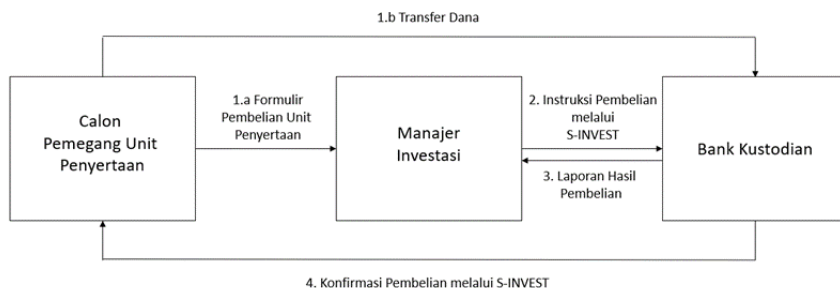 1.b Transfer Dana
Calon
Pemegang Unit
Penyertaan
1.a Formulir
Pembelian Unit
Penyertaan
Manajer
Investasi
2. Instruksi Pembelian
melalui
S-INVEST
3. Laporan Hasil
Pembelian
Bank Kustodian
4. Konfirmasi Pembelian melalui S-INVEST